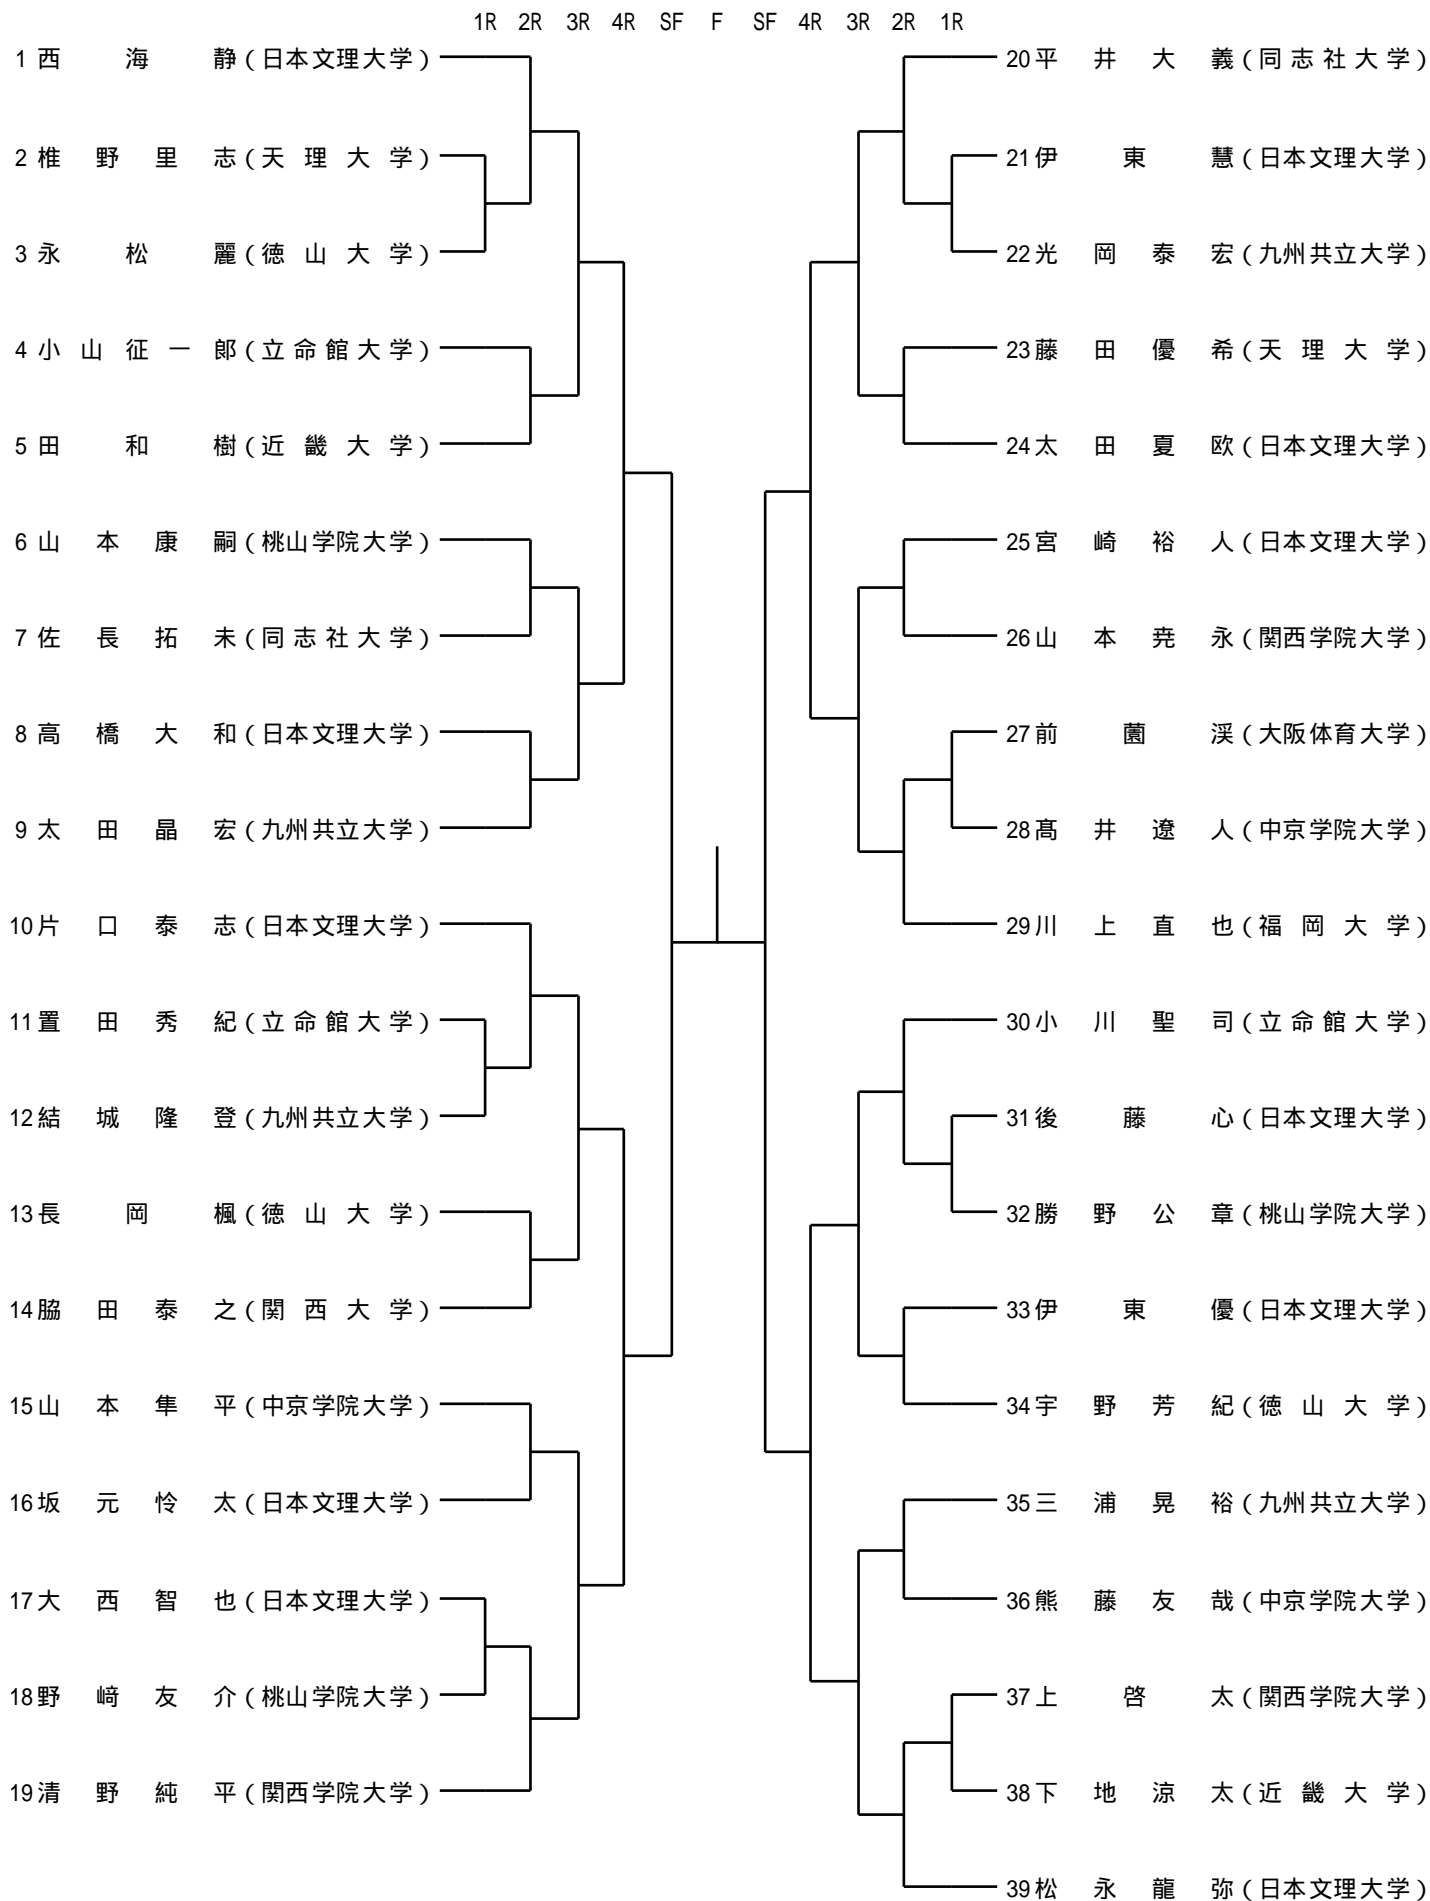 1R 2R 3R 4R SF F SF 4R 3R 2R 1R
1 西海静(日本文理大学)
2 椎野里志(天理大学)
3 永松麗(徳山大学)
4 小山征一郎(立命館大学)
5 田和樹(近畿大学)
6 山本康嗣(桃山学院大学)
7 佐長拓未(同志社大学)
8 高橋大和(日本文理大学)
9 太田晶宏(九州共立大学)
10 片口泰志(日本文理大学)
11 置田秀紀(立命館大学)
12 結城隆登(九州共立大学)
13 長岡楓(徳山大学)
14 脇田泰之(関西大学)
15 山本隼平(中京学院大学)
16 坂元怜太(日本文理大学)
17 大西智也(日本文理大学)
18 野﨑友介(桃山学院大学)
19 清野純平(関西学院大学)
20 平井大義(同志社大学)
21 伊東慧(日本文理大学)
22 光岡泰宏(九州共立大学)
23 藤田優希(天理大学)
24 太田夏欧(日本文理大学)
25 宮崎裕人(日本文理大学)
26 山本尭永(関西学院大学)
27 前薗渓(大阪体育大学)
28 髙井遼人(中京学院大学)
29 川上直也(福岡大学)
30 小川聖司(立命館大学)
31 後藤心(日本文理大学)
32 勝野公章(桃山学院大学)
33 伊東優(日本文理大学)
34 宇野芳紀(徳山大学)
35 三浦晃裕(九州共立大学)
36 熊藤友哉(中京学院大学)
37 上啓太(関西学院大学)
38 下地涼太(近畿大学)
39 松永龍弥(日本文理大学)